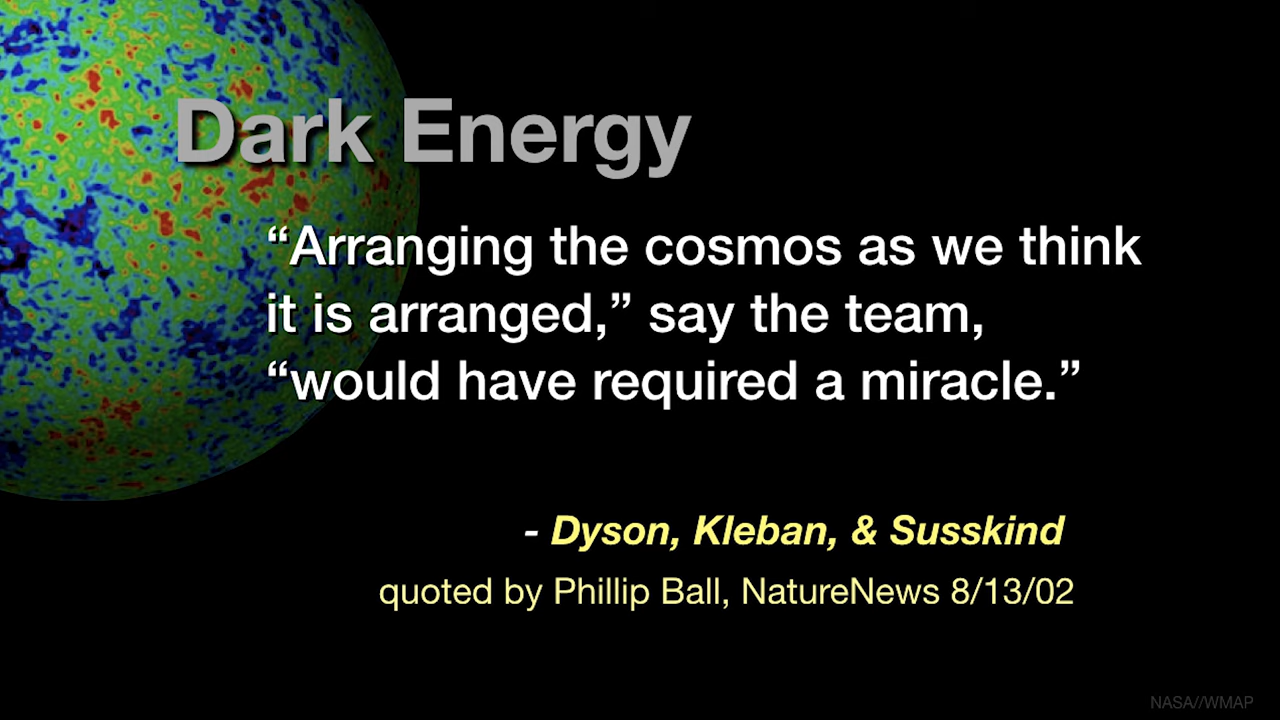 Dark Energy
“Arranging the cosmos as we think
it is arranged,” say the team,
“would have required a miracle.”
- Dyson, Kleban, & Susskind
quoted by Phillip Ball, NatureNews 8/13/02
NASA//WMAP